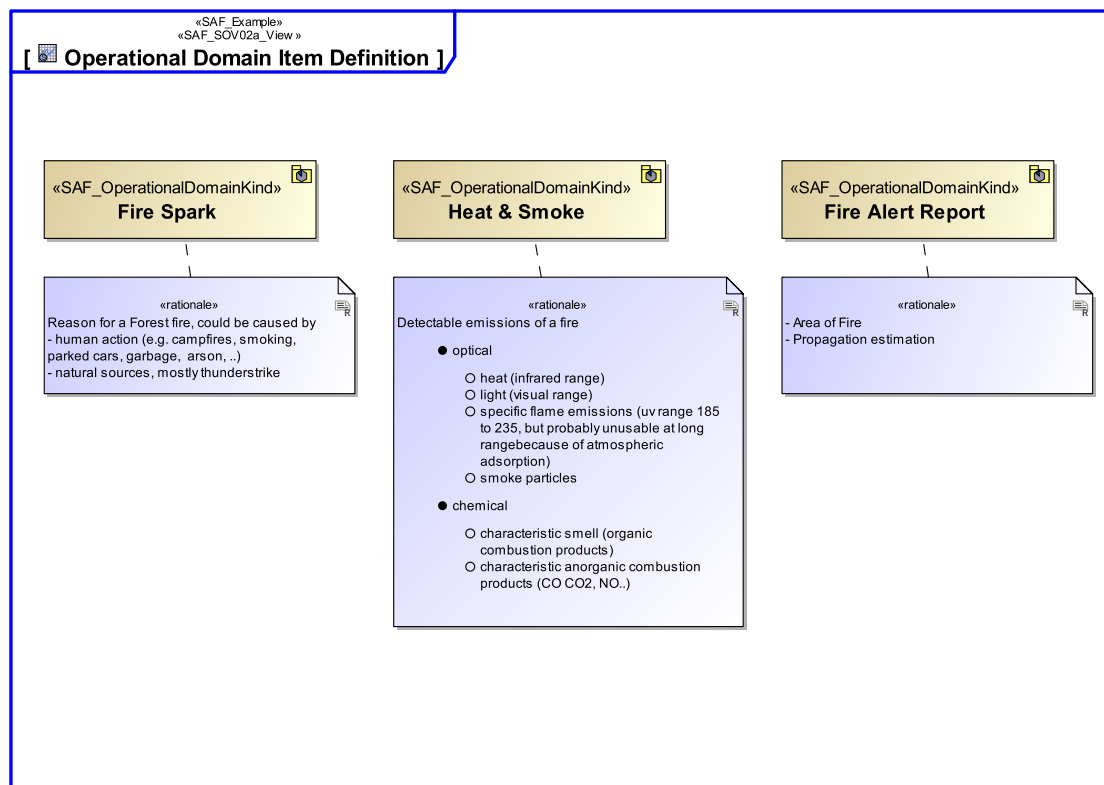 «SAF_Example»
«SAF_SOV02a_View »
[ Operational Domain Item Definition ]
«SAF_OperationalDomainKind»
Fire Spark
«rationale»
Reason for a Forest fire, could be caused by
- human action (e.g. campfires, smoking,
parked cars, garbage, arson, ..)
- natural sources, mostly thunderstrike
«SAF_OperationalDomainKind»
Heat & Smoke
«rationale»
Detectable emissions of a fire
● optical
○ heat (infrared range)
○ light (visual range)
○ specific flame emissions (uv range 185
to 235, but probably unusable at long
rangebecause of atmospheric
adsorption)
○ smoke particles
● chemical
○ characteristic smell (organic
combustion products)
○ characteristic anorganic combustion
products (CO CO2, NO..)
«SAF_OperationalDomainKind»
Fire Alert Report
«rationale»
- Area of Fire
- Propagation estimation